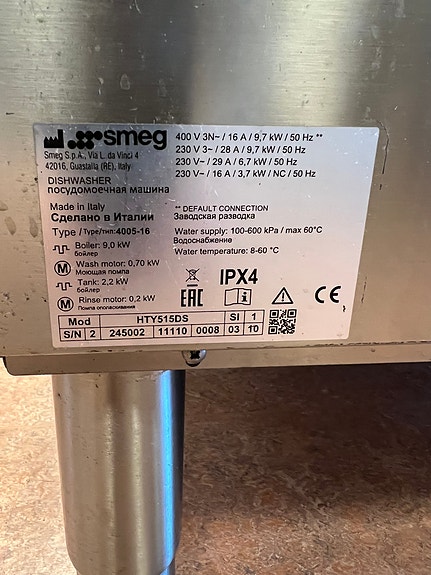 smeg
Smeg S.p.A., Via L. da Vinci 4
42016, Guastalla (RE), Italy
DISHWASHER
посудомоечная машина
400 V 3N~ / 16 A / 9,7 kW / 50 Hz **
230 V 3~ / 28 A / 9,7 kW / 50 Hz
230 V~ / 29 A / 6,7 kW / 50 Hz
230 V~ / 16 A / 3,7 kW / NC / 50 Hz
Made in Italy
Сделано в Италии
** DEFAULT CONNECTION
Заводская разводка
Type / Type/тип: 4005-16
Water supply: 100-600 kPa / max 60°C
Водоснабжение
Water temperature: 8-60 °C
Boiler: 9,0 kW
бойлер
M Wash motor: 0,70 kW
Моющая помпа
Tank: 2,2 kW
бойлер
M Rinse motor: 0,2 kW
Помпа ополаскивания
EAC IPX4 CE
Mod HTY515DS SI 1
S/N 2 245002 11110 0008 03 10